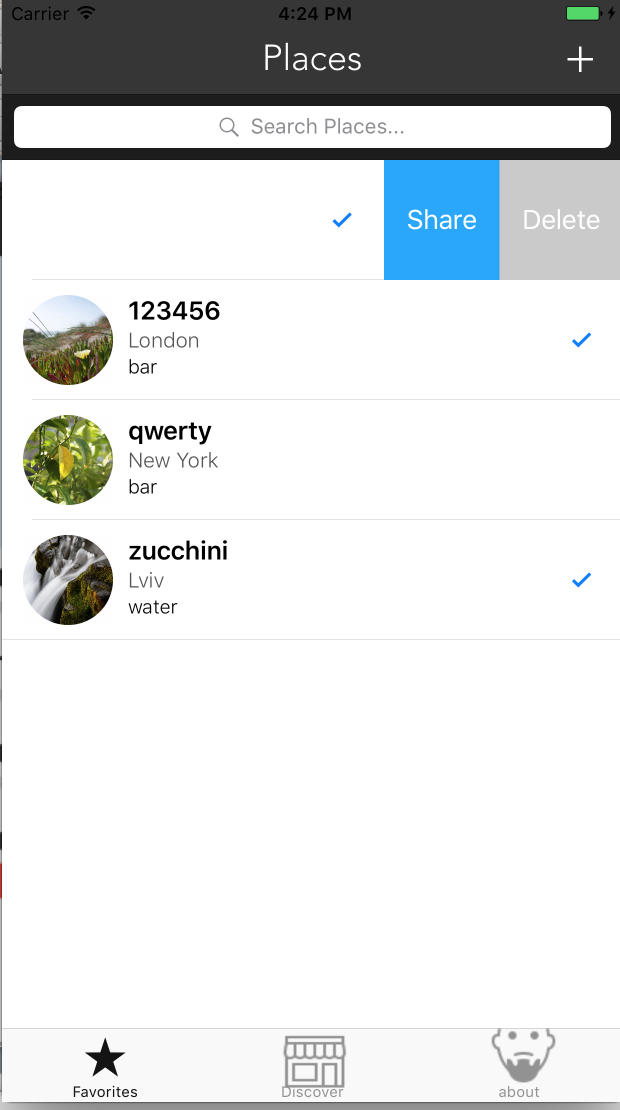 Carrier 4:24 PM
Places
Search Places...
Share Delete
123456
London
bar
qwerty
New York
bar
zucchini
Lviv
water
Favorites Discover about